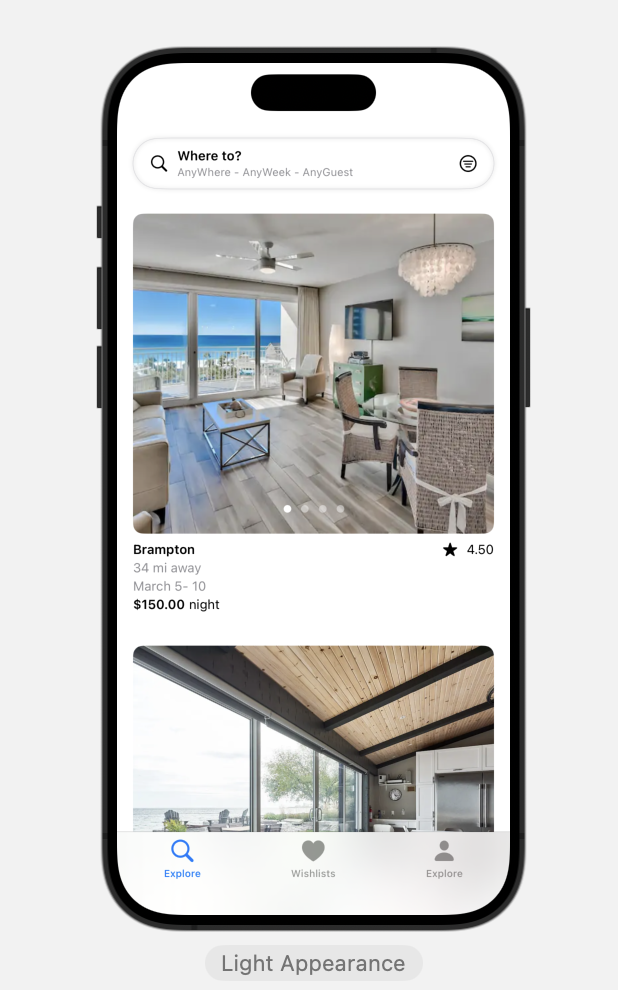 Where to?
AnyWhere - AnyWeek - AnyGuest
Brampton
4.50
34 mi away
March 5- 10
$150.00 night
Explore
Wishlists
Explore
Light Appearance